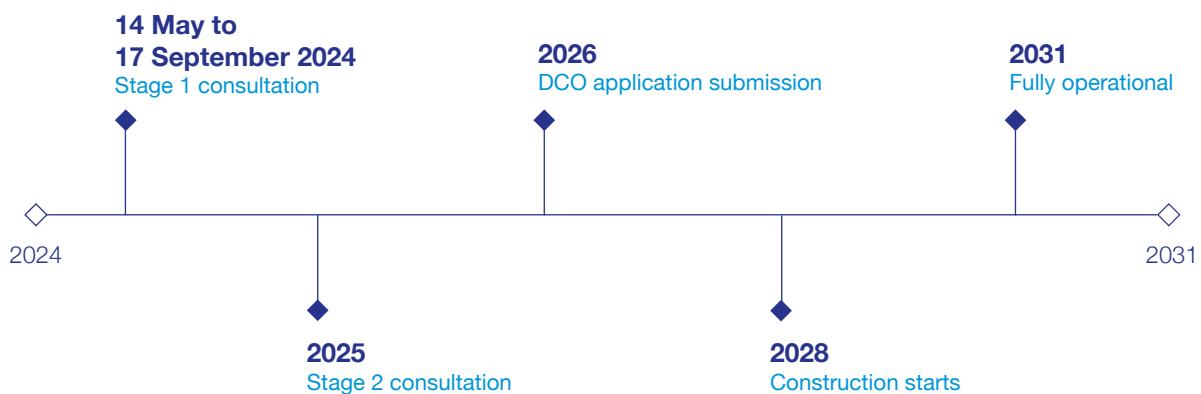 14 May to
17 September 2024
Stage 1 consultation
2026
DCO application submission
2031
Fully operational
2024
2031
2025
Stage 2 consultation
2028
Construction starts